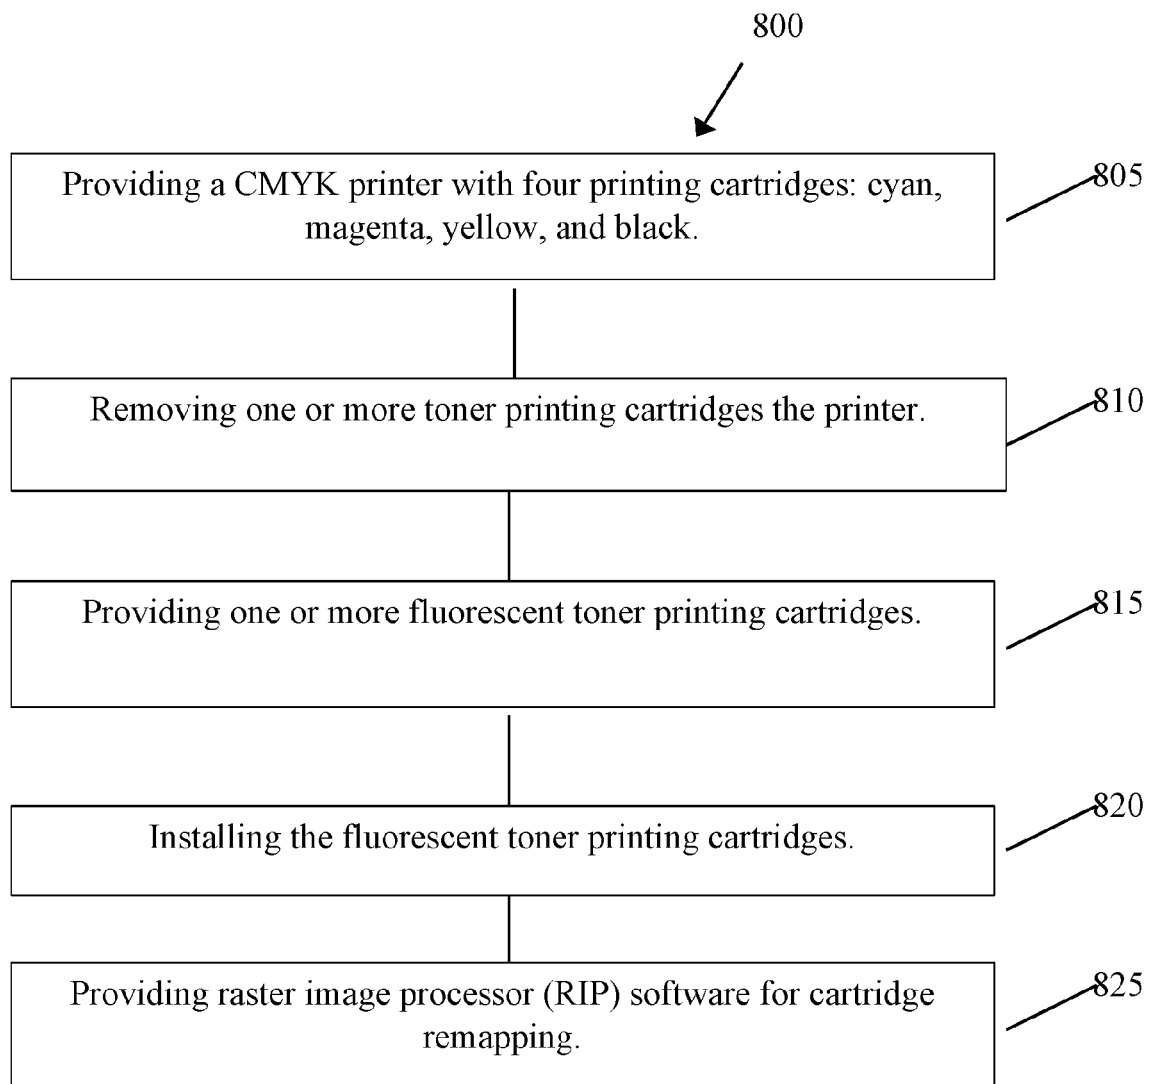 800
Providing a CMYK printer with four printing cartridges: cyan,
magenta, yellow, and black.
805
Removing one or more toner printing cartridges the printer.
810
Providing one or more fluorescent toner printing cartridges.
815
Installing the fluorescent toner printing cartridges.
820
Providing raster image processor (RIP) software for cartridge
remapping.
825